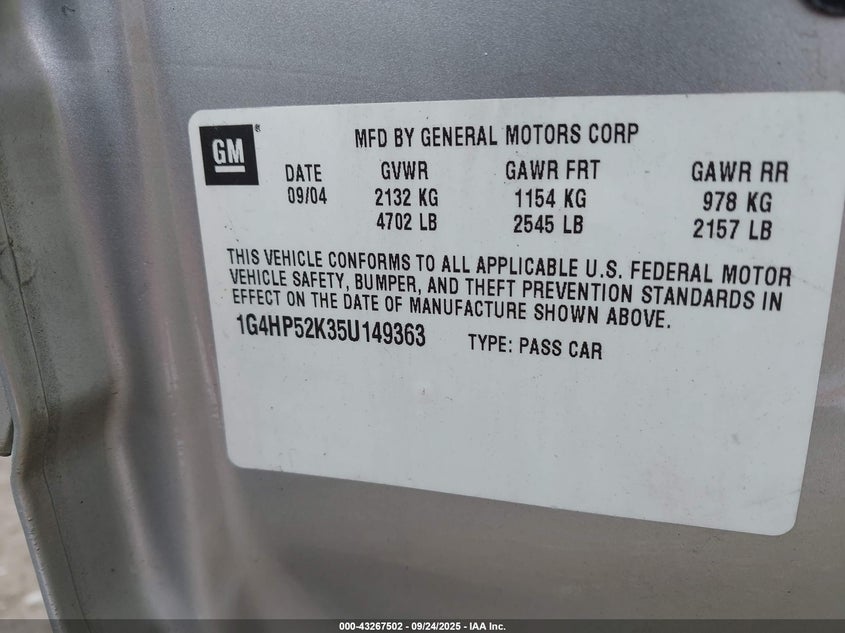 GM®
MFD BY GENERAL MOTORS CORP
DATE GVWR GAWR FRT GAWR RR
09/04 2132 KG 1154 KG 978 KG
4702 LB 2545 LB 2157 LB
THIS VEHICLE CONFORMS TO ALL APPLICABLE U.S. FEDERAL MOTOR
VEHICLE SAFETY, BUMPER, AND THEFT PREVENTION STANDARDS IN
EFFECT ON THE DATE OF MANUFACTURE SHOWN ABOVE.
1G4HP52K35U149363 TYPE: PASS CAR
000-43267502 - 09/24/2025 - IAA Inc.